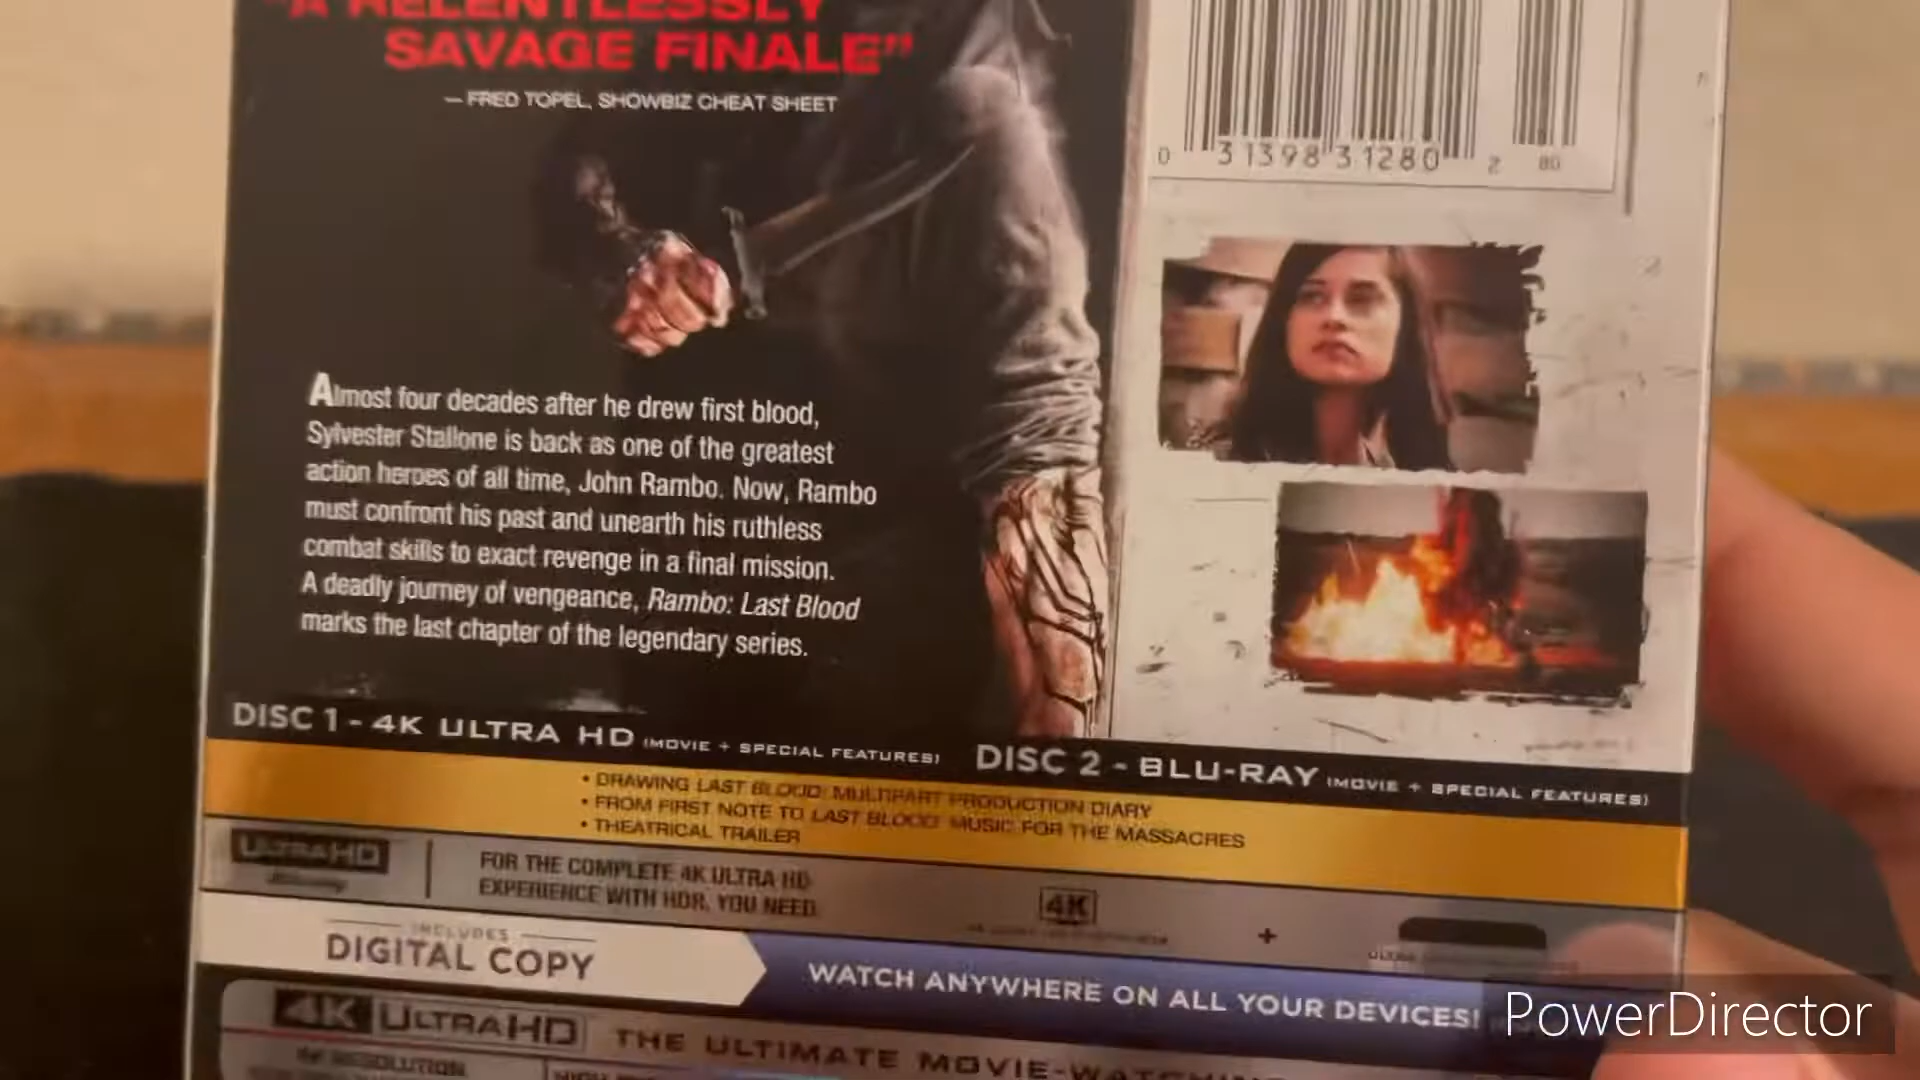 "A RELENTLESSLY
SAVAGE FINALE"
— FRED TOPEL, SHOWBIZ CHEAT SHEET
0 31398 31280 2 80
Almost four decades after he drew first blood,
Sylvester Stallone is back as one of the greatest
action heroes of all time, John Rambo. Now, Rambo
must confront his past and unearth his ruthless
combat skills to exact revenge in a final mission.
A deadly journey of vengeance, Rambo: Last Blood
marks the last chapter of the legendary series.
DISC 1 - 4K ULTRA HD (MOVIE + SPECIAL FEATURES)
DISC 2 - BLU-RAY (MOVIE + SPECIAL FEATURES)
• DRAWING LAST BLOOD: MULTIPART PRODUCTION DIARY
• FROM FIRST NOTE TO LAST BLOOD: MUSIC FOR THE MASSACRES
• THEATRICAL TRAILER
ULTRA HD
FOR THE COMPLETE 4K ULTRA HD
EXPERIENCE WITH HDR, YOU NEED
4K
+
INCLUDES
DIGITAL COPY
WATCH ANYWHERE ON ALL YOUR DEVICES!
4K ULTRA HD
THE ULTIMATE MOVIE-WATCHING
4K RESOLUTION
PowerDirector